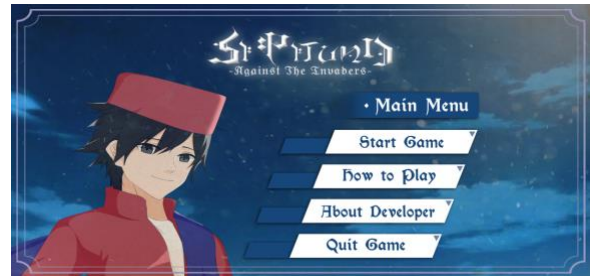 -Against The Invaders-
• Main Menu
Start Game
How to Play
About Developer
Quit Game